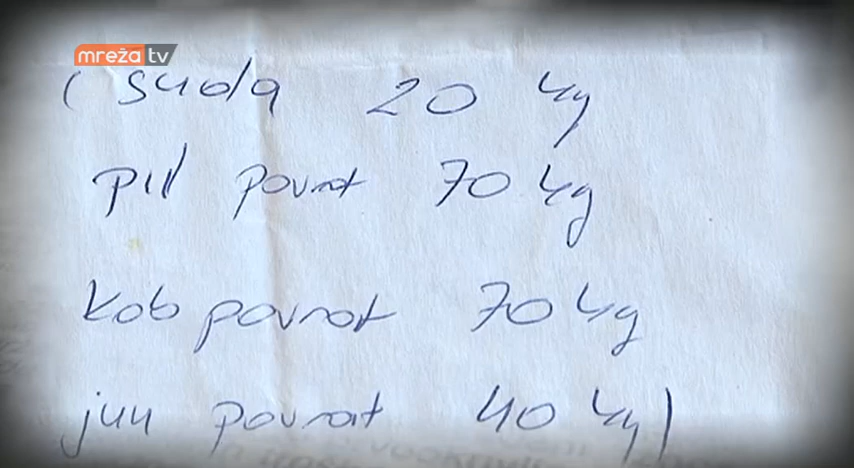 mreža tv
( suda 20 kg
pil povrat 70 kg
kob povrat 70 kg
jun povrat 40 kg)